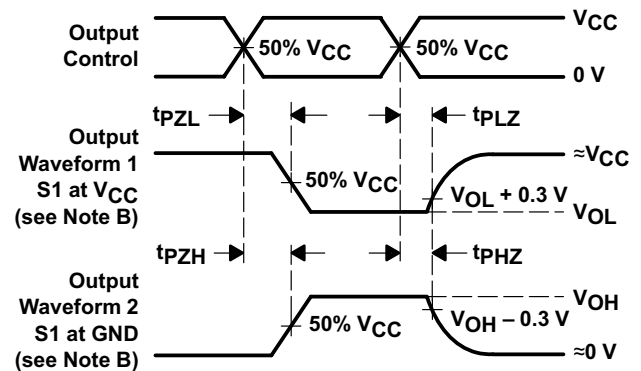 Output
Control
50% VCC
50% VCC
VCC
0 V
tPZL
tPLZ
Output
Waveform 1
S1 at VCC
(see Note B)
50% VCC
≈VCC
VOL + 0.3 V
VOL
tPZH
tPHZ
Output
Waveform 2
S1 at GND
(see Note B)
50% VCC
VOH
VOH – 0.3 V
≈0 V